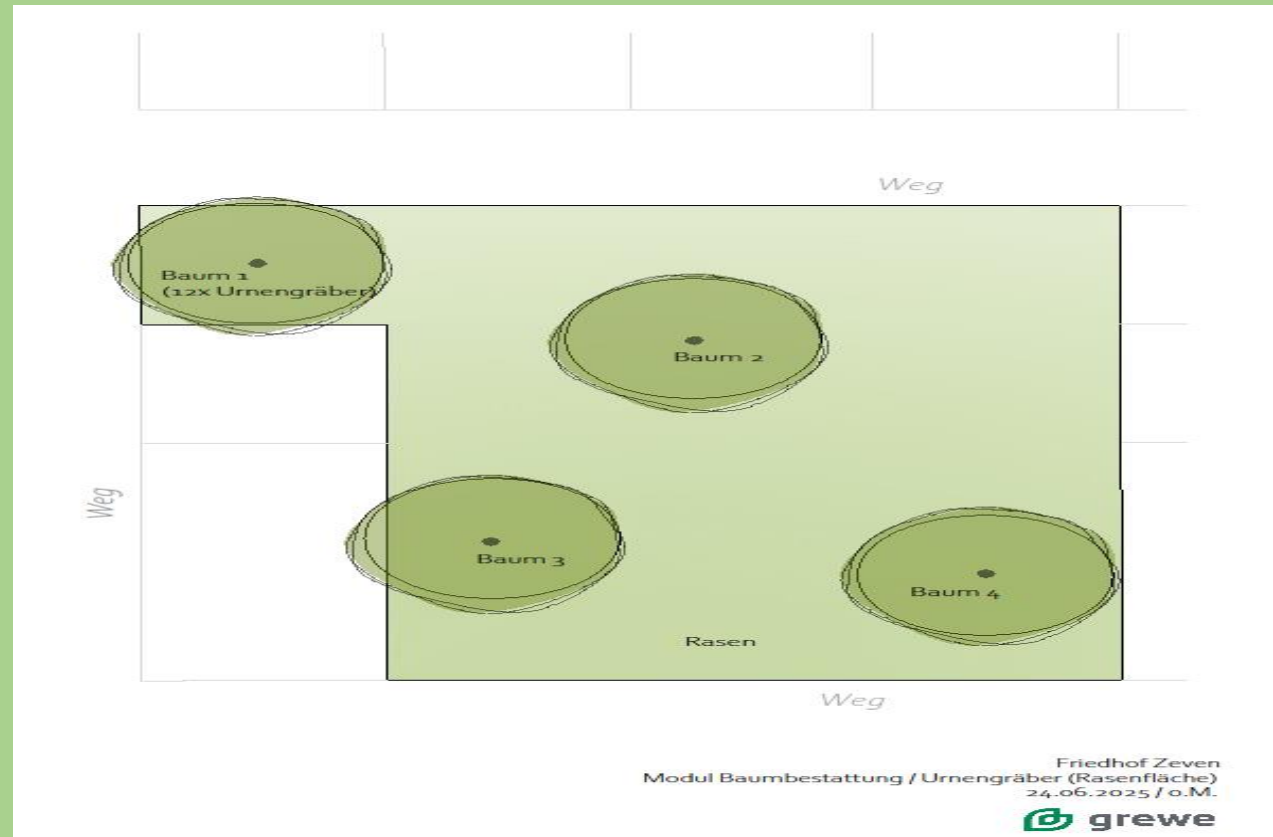 Weg
Baum 1
(12x Urnengräber)
Baum 2
Weg
Baum 3
Baum 4
Rasen
Weg
Friedhof Zeven
Modul Baumbestattung / Urnengräber (Rasenfläche)
24.06.2025 / o.M.
grewe